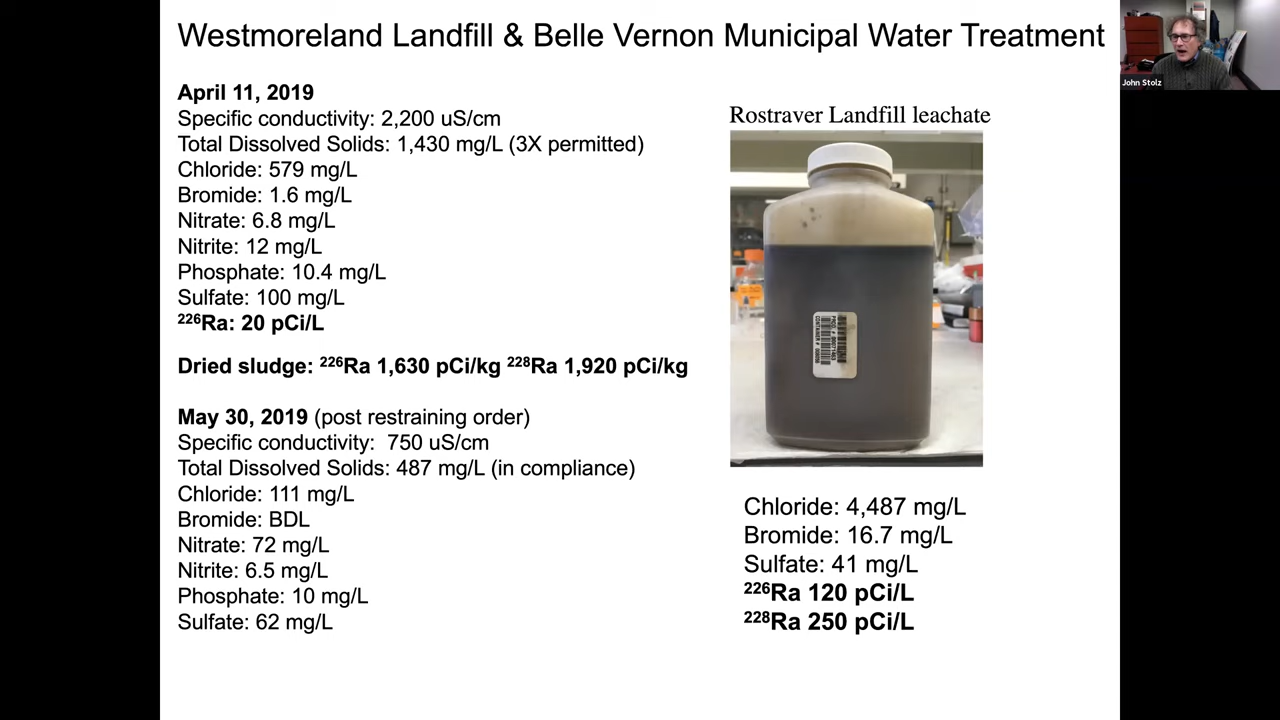 Westmoreland Landfill & Belle Vernon Municipal Water Treatment
John Stolz
April 11, 2019
Specific conductivity: 2,200 uS/cm
Total Dissolved Solids: 1,430 mg/L (3X permitted)
Chloride: 579 mg/L
Bromide: 1.6 mg/L
Nitrate: 6.8 mg/L
Nitrite: 12 mg/L
Phosphate: 10.4 mg/L
Sulfate: 100 mg/L
²²⁶Ra: 20 pCi/L
Dried sludge: ²²⁶Ra 1,630 pCi/kg ²²⁸Ra 1,920 pCi/kg
May 30, 2019 (post restraining order)
Specific conductivity: 750 uS/cm
Total Dissolved Solids: 487 mg/L (in compliance)
Chloride: 111 mg/L
Bromide: BDL
Nitrate: 72 mg/L
Nitrite: 6.5 mg/L
Phosphate: 10 mg/L
Sulfate: 62 mg/L
Rostraver Landfill leachate
Chloride: 4,487 mg/L
Bromide: 16.7 mg/L
Sulfate: 41 mg/L
²²⁶Ra 120 pCi/L
²²⁸Ra 250 pCi/L